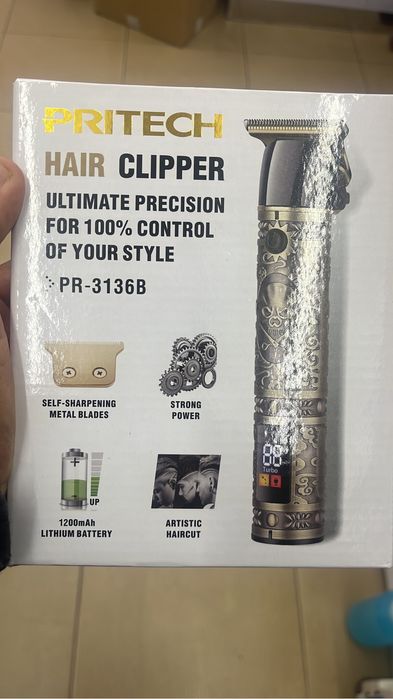 PRITECH
HAIR CLIPPER
ULTIMATE PRECISION
FOR 100% CONTROL
OF YOUR STYLE
PR-3136B
SELF-SHARPENING
METAL BLADES
STRONG
POWER
88
Turbo
UP
1200mAh
LITHIUM BATTERY
ARTISTIC
HAIRCUT